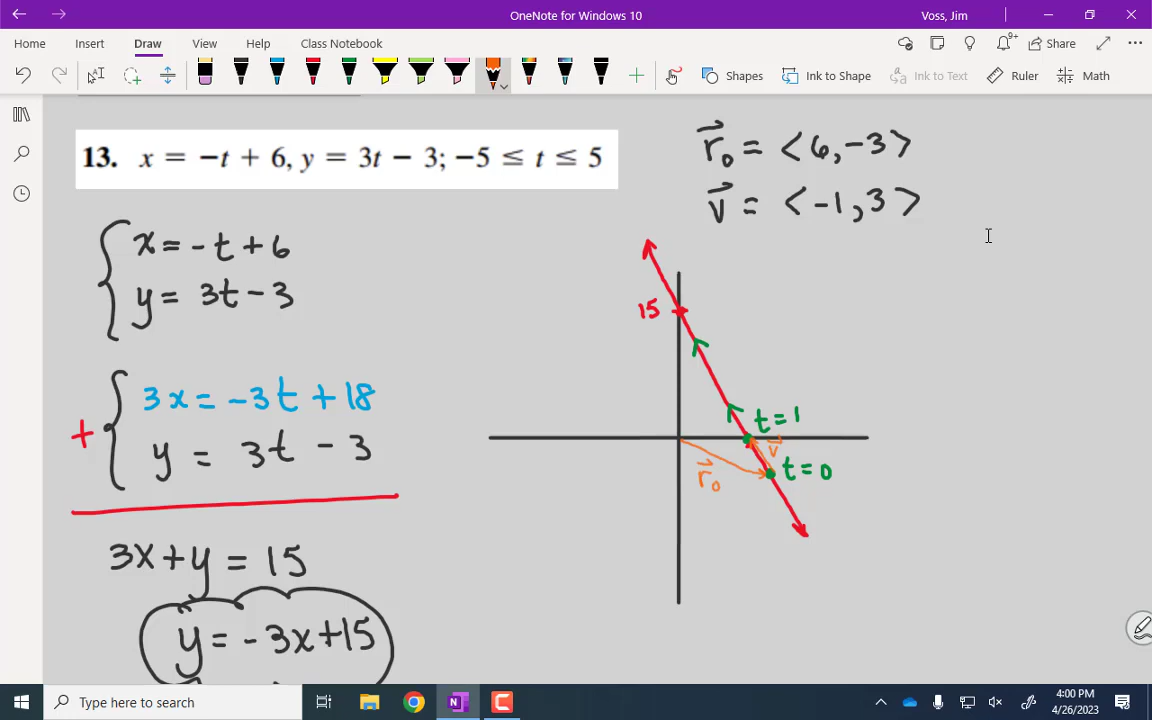 OneNote for Windows 10
Voss, Jim
Home Insert Draw View Help Class Notebook
9+
Share
Shapes Ink to Shape Ink to Text Ruler Math
13. x = −t + 6, y = 3t − 3; −5 ≤ t ≤ 5
r₀ = <6, -3>
v = <-1, 3>
x = -t + 6
y = 3t - 3
3x = -3t + 18
+
y = 3t - 3
3x + y = 15
y = -3x + 15
15
t = 1
v
t = 0
r₀
Type here to search
4:00 PM
4/26/2023